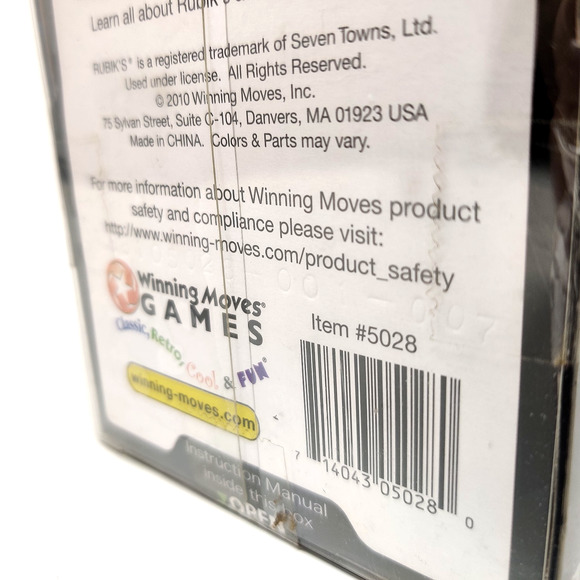 Learn all about Rubik's
RUBIK'S® is a registered trademark of Seven Towns, Ltd.
Used under license. All Rights Reserved.
© 2010 Winning Moves, Inc.
75 Sylvan Street, Suite C-104, Danvers, MA 01923 USA
Made in CHINA. Colors & Parts may vary.
For more information about Winning Moves product
safety and compliance please visit:
http://www.winning-moves.com/product_safety
Winning Moves®
GAMES
Classic, Retro, Cool & FUN®
winning-moves.com
Item #5028
7 14043 05028 0
Instruction Manual
inside this box
OPEN